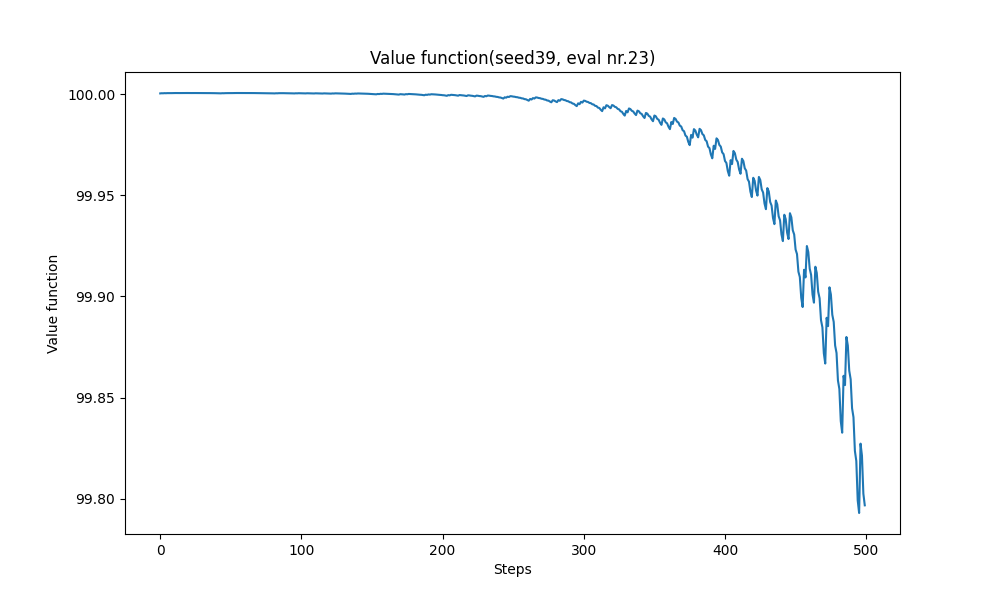 Value function(seed39, eval nr.23)
100.00
99.95
99.90
99.85
99.80
Value function
0 100 200 300 400 500
Steps